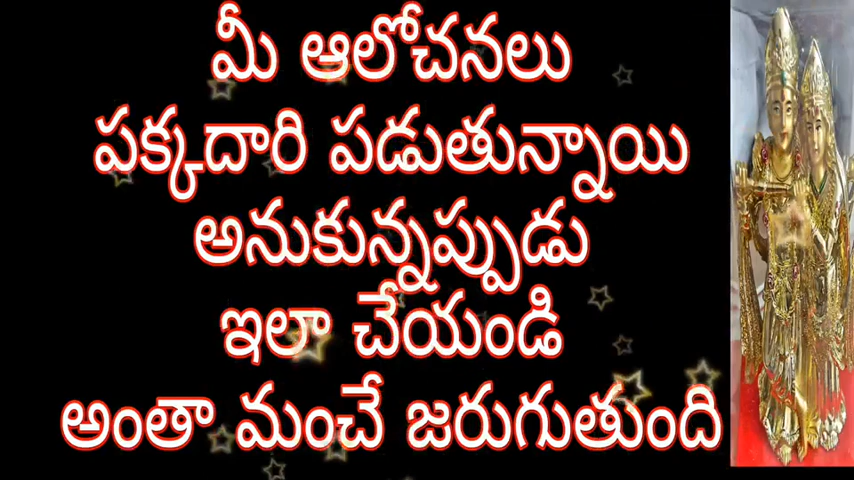 మీ ఆలోచనలు
పక్కదారి పడుతున్నాయి
అనుకున్నప్పుడు
ఇలా చేయండి
అంతా మంచే జరుగుతుంది